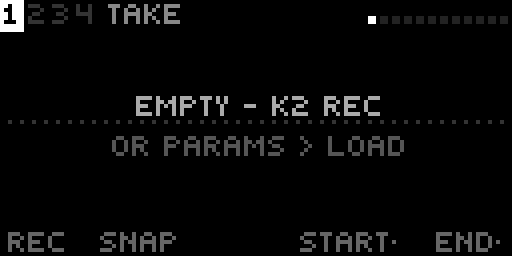 1 2 3 4 TAKE
EMPTY - K2 REC
OR PARAMS > LOAD
REC SNAP START· END·